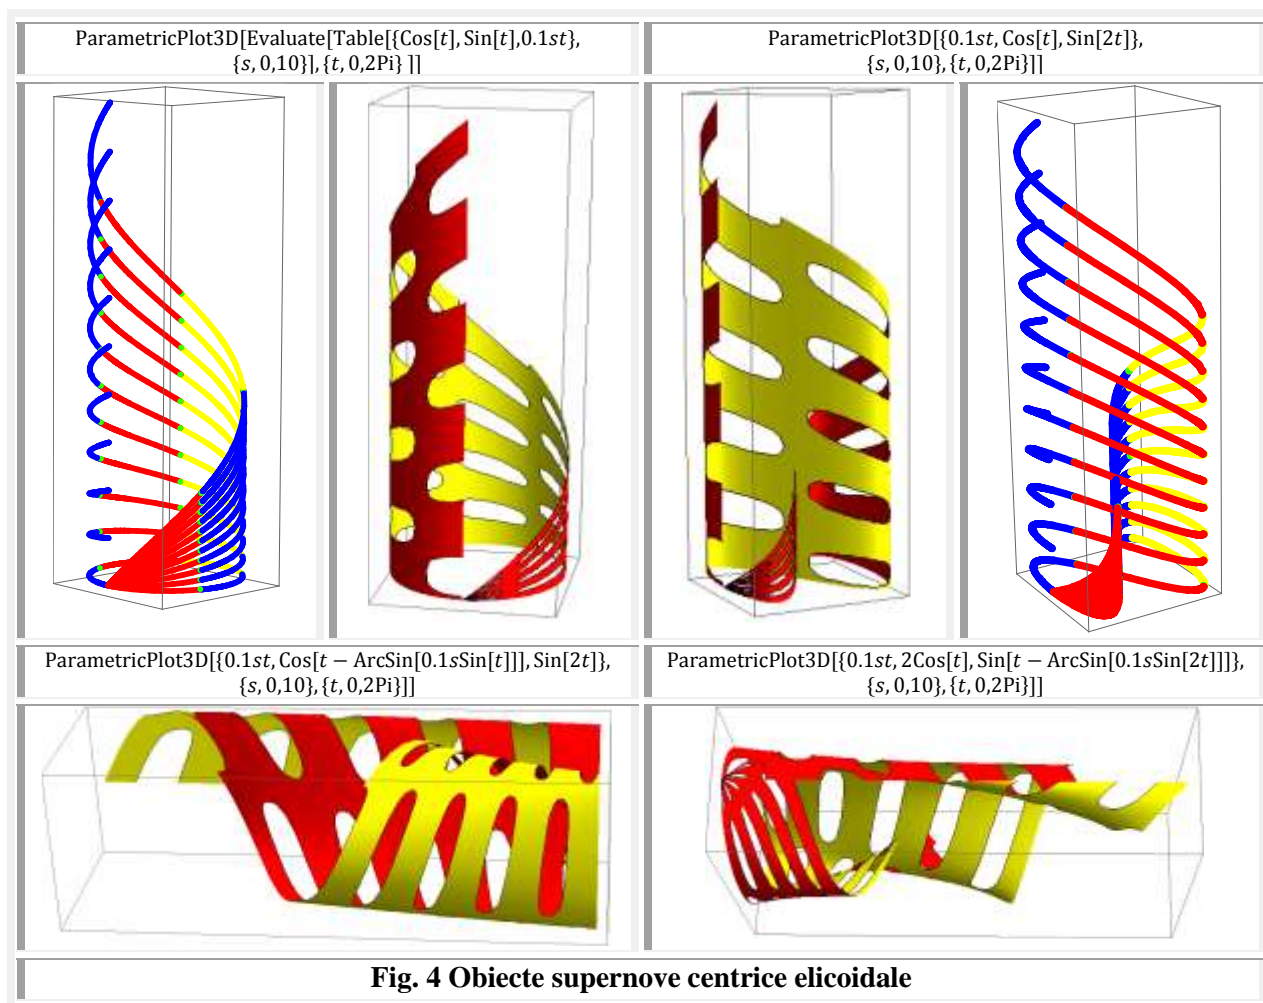 ParametricPlot3D[Evaluate[Table[{Cos[t], Sin[t],0.1st},
{s, 0,10}],{t, 0,2Pi} ]]
ParametricPlot3D[{0.1st, Cos[t], Sin[2t]},
{s, 0,10},{t, 0,2Pi}]]
ParametricPlot3D[{0.1st, Cos[t − ArcSin[0.1sSin[t]]], Sin[2t]},
{s, 0,10},{t, 0,2Pi}]]
ParametricPlot3D[{0.1st, 2Cos[t], Sin[t − ArcSin[0.1sSin[2t]]]},
{s, 0,10},{t, 0,2Pi}]]
Fig. 4 Obiecte supernove centrice elicoidale